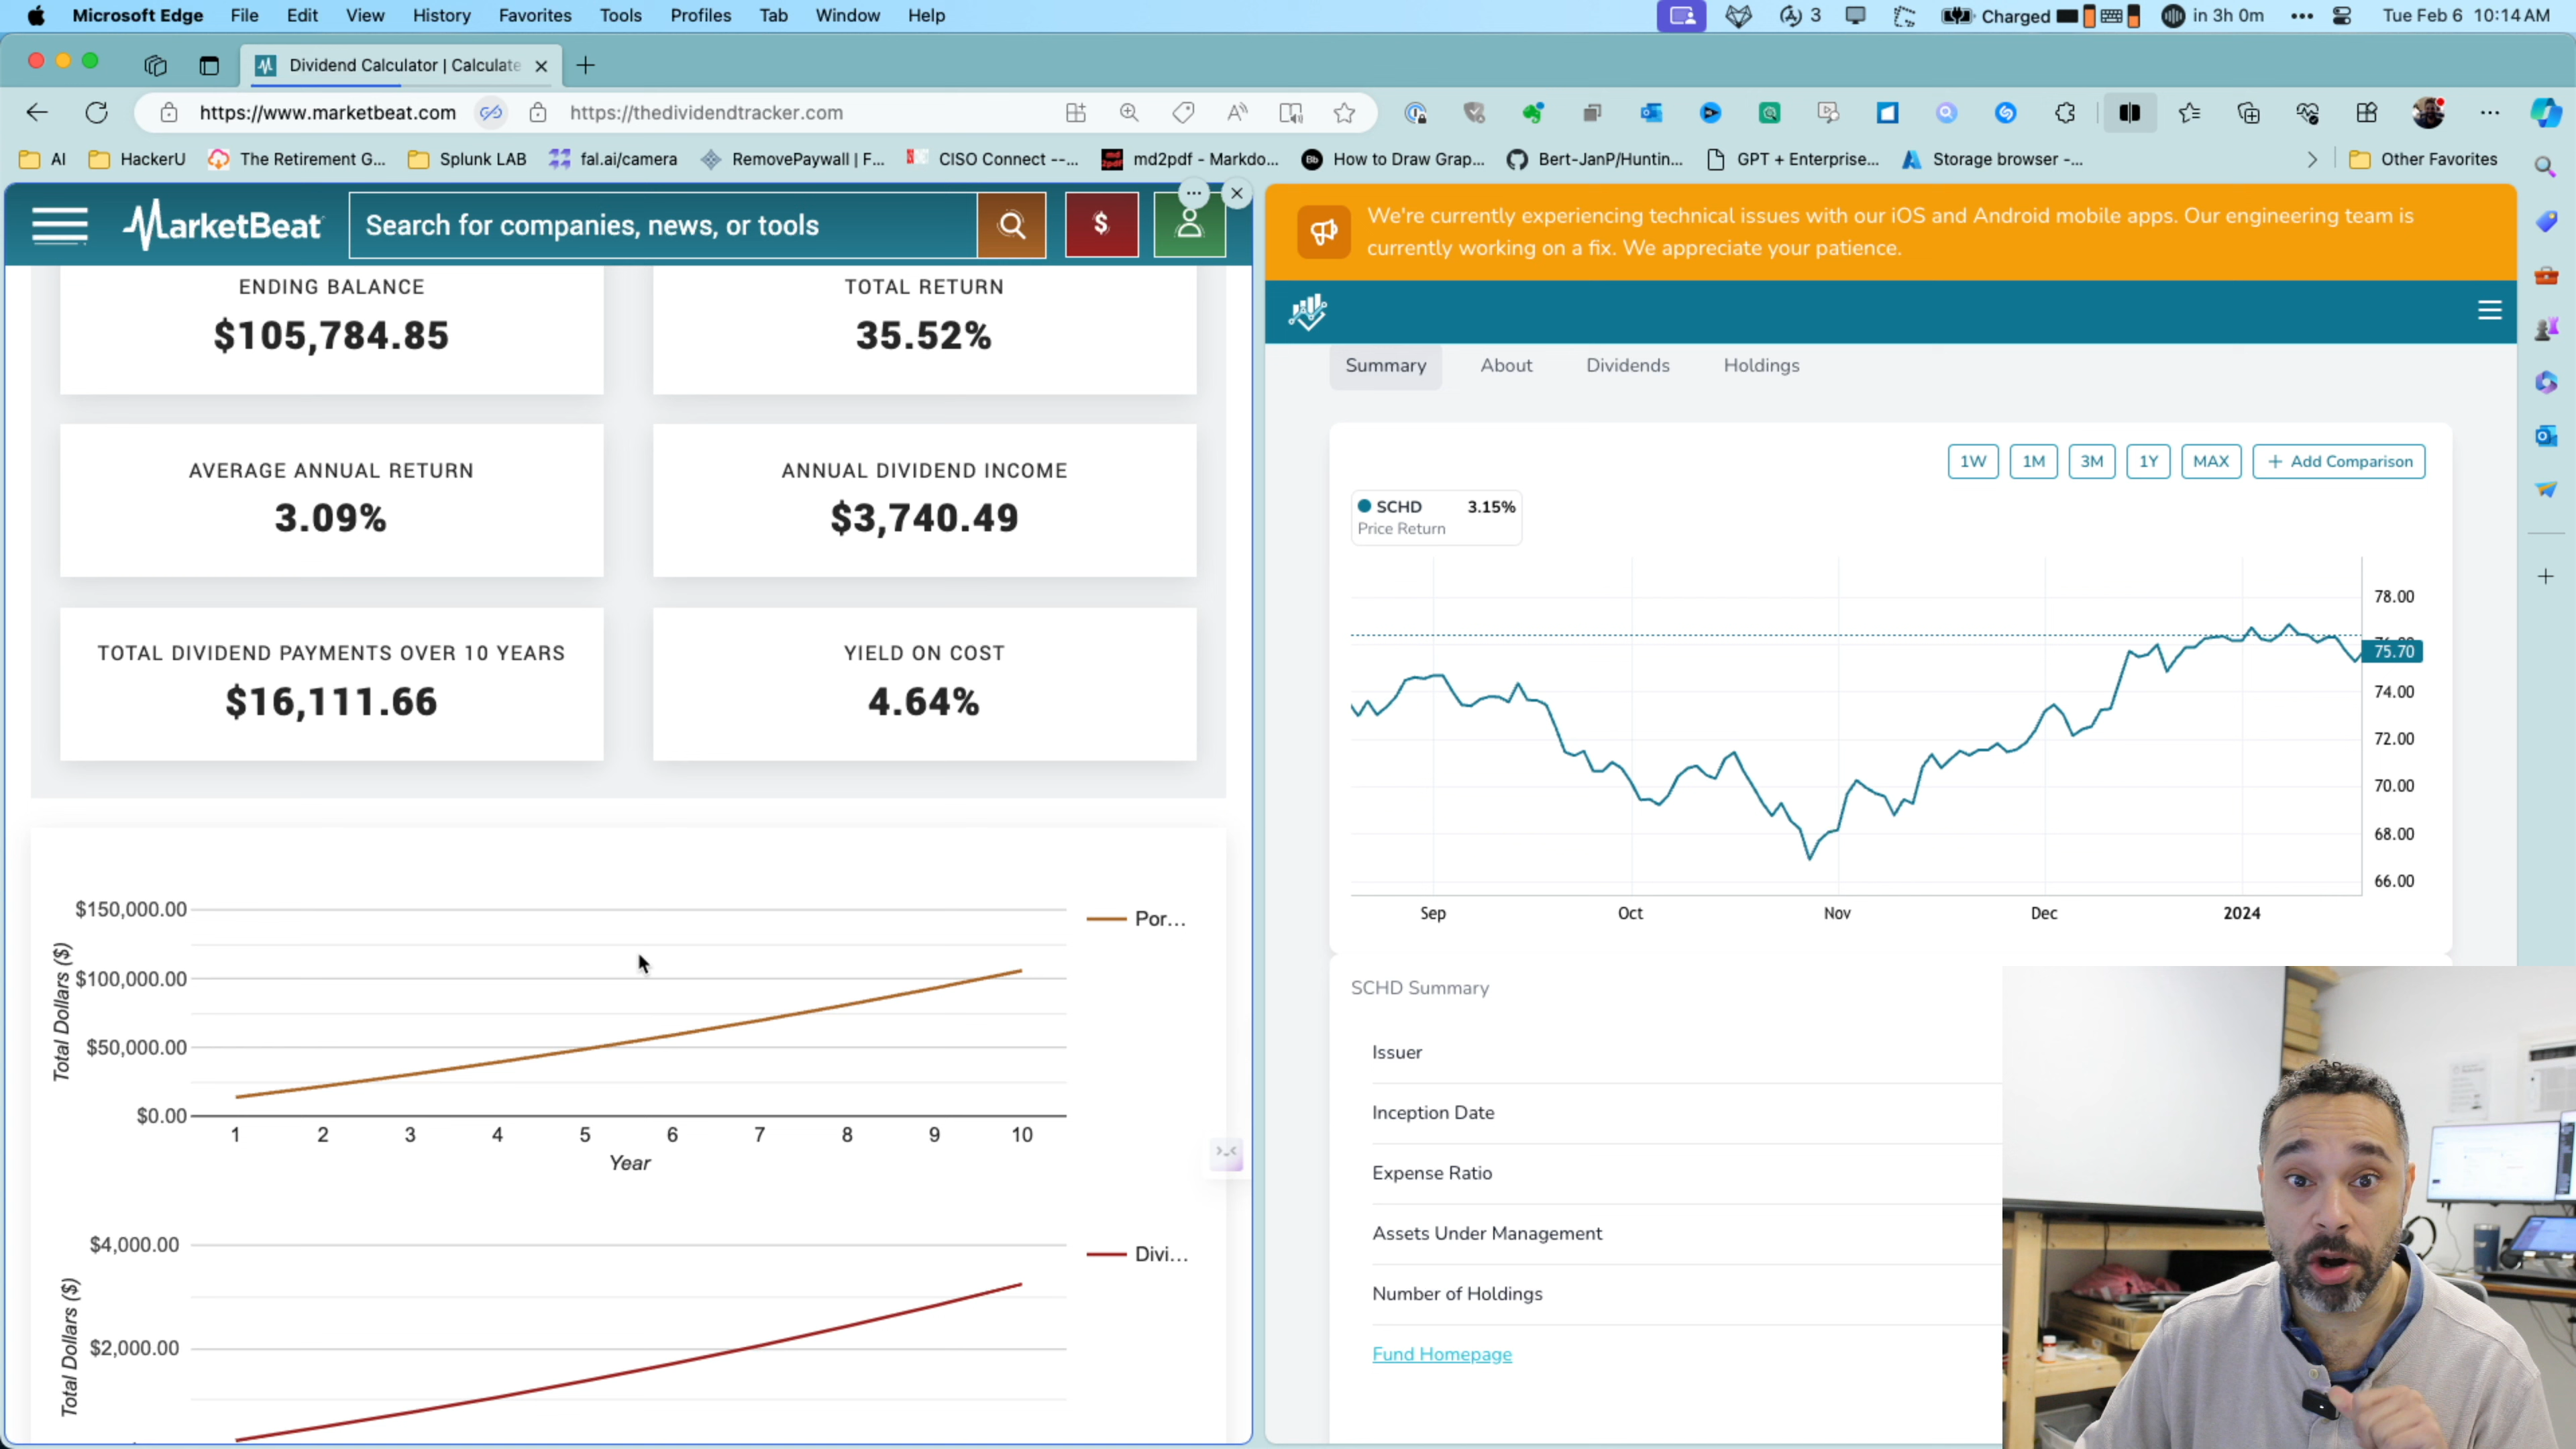 Microsoft Edge File Edit View History Favorites Tools Profiles Tab Window Help
3 Charged in 3h 0m Tue Feb 6 10:14 AM
Dividend Calculator | Calculate
https://www.marketbeat.com https://thedividendtracker.com
AI HackerU The Retirement G... Splunk LAB fal.ai/camera RemovePaywall | F... CISO Connect --... md2pdf - Markdo... How to Draw Grap... Bert-JanP/Huntin... GPT + Enterprise... Storage browser -... Other Favorites
MarketBeat Search for companies, news, or tools $
ENDING BALANCE
$105,784.85
TOTAL RETURN
35.52%
AVERAGE ANNUAL RETURN
3.09%
ANNUAL DIVIDEND INCOME
$3,740.49
TOTAL DIVIDEND PAYMENTS OVER 10 YEARS
$16,111.66
YIELD ON COST
4.64%
Total Dollars ($)
$150,000.00
$100,000.00
$50,000.00
$0.00
Por...
1 2 3 4 5 6 7 8 9 10
Year
Total Dollars ($)
$4,000.00
$2,000.00
Divi...
We're currently experiencing technical issues with our iOS and Android mobile apps. Our engineering team is
currently working on a fix. We appreciate your patience.
Summary About Dividends Holdings
1W 1M 3M 1Y MAX + Add Comparison
SCHD 3.15%
Price Return
78.00
75.70
74.00
72.00
70.00
68.00
66.00
Sep Oct Nov Dec 2024
SCHD Summary
Issuer
Inception Date
Expense Ratio
Assets Under Management
Number of Holdings
Fund Homepage